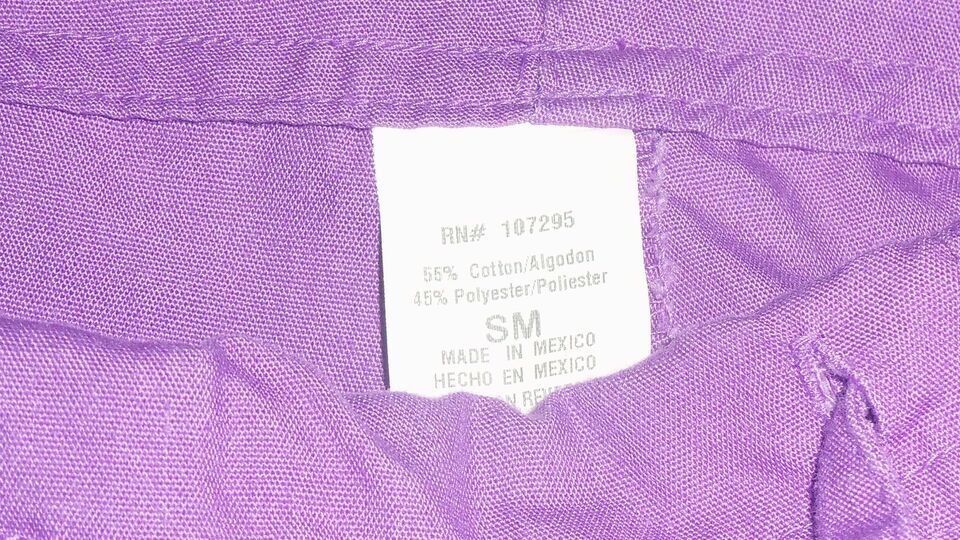 RN# 107295
55% Cotton/Algodon
45% Polyester/Poliester
SM
MADE IN MEXICO
HECHO EN MEXICO